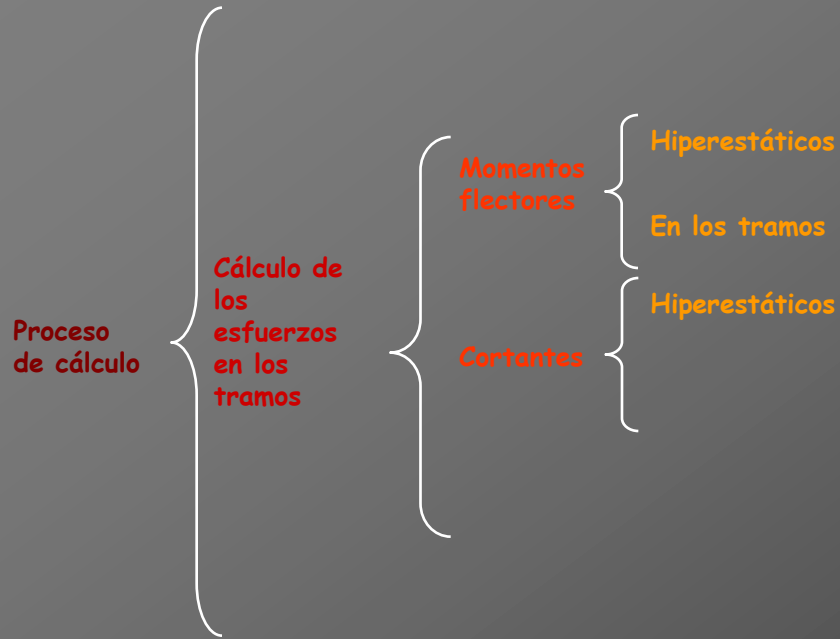 Proceso
de cálculo
Cálculo de
los
esfuerzos
en los
tramos
Momentos
flectores
Hiperestáticos
En los tramos
Cortantes
Hiperestáticos